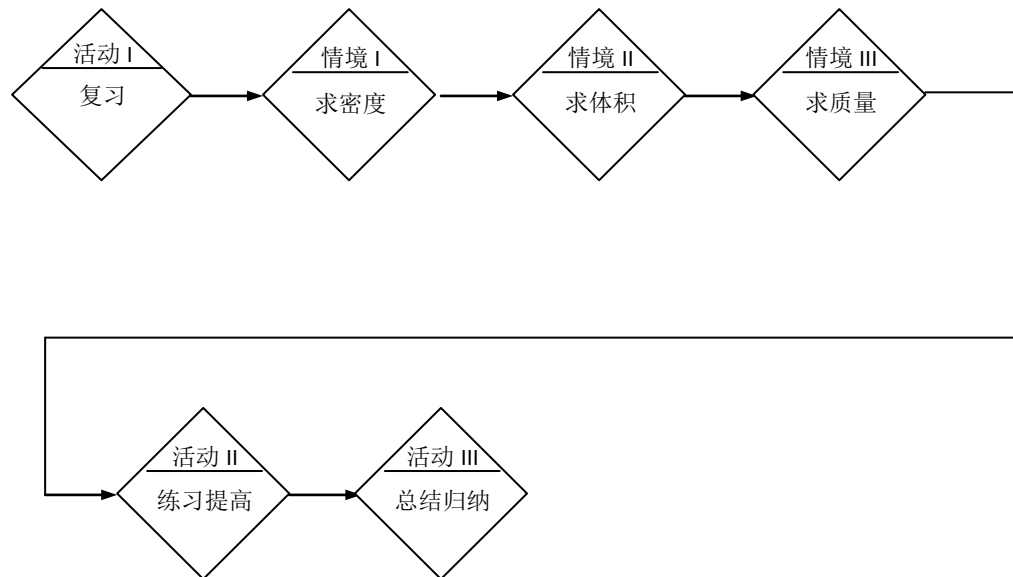 活动 I
复习
情境 I
求密度
情境 II
求体积
情境 III
求质量
活动 II
练习提高
活动 III
总结归纳